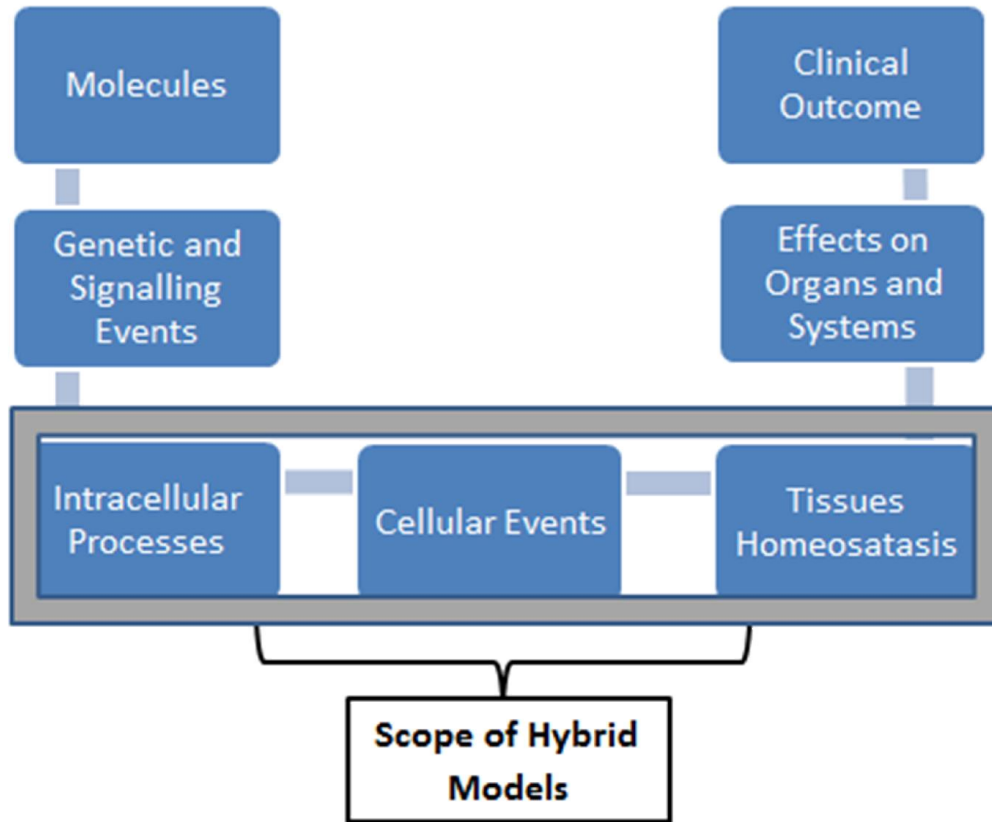 Molecules
Genetic and
Signalling
Events
Intracellular
Processes
Cellular Events
Tissues
Homeosatasis
Effects on
Organs and
Systems
Clinical
Outcome
Scope of Hybrid
Models